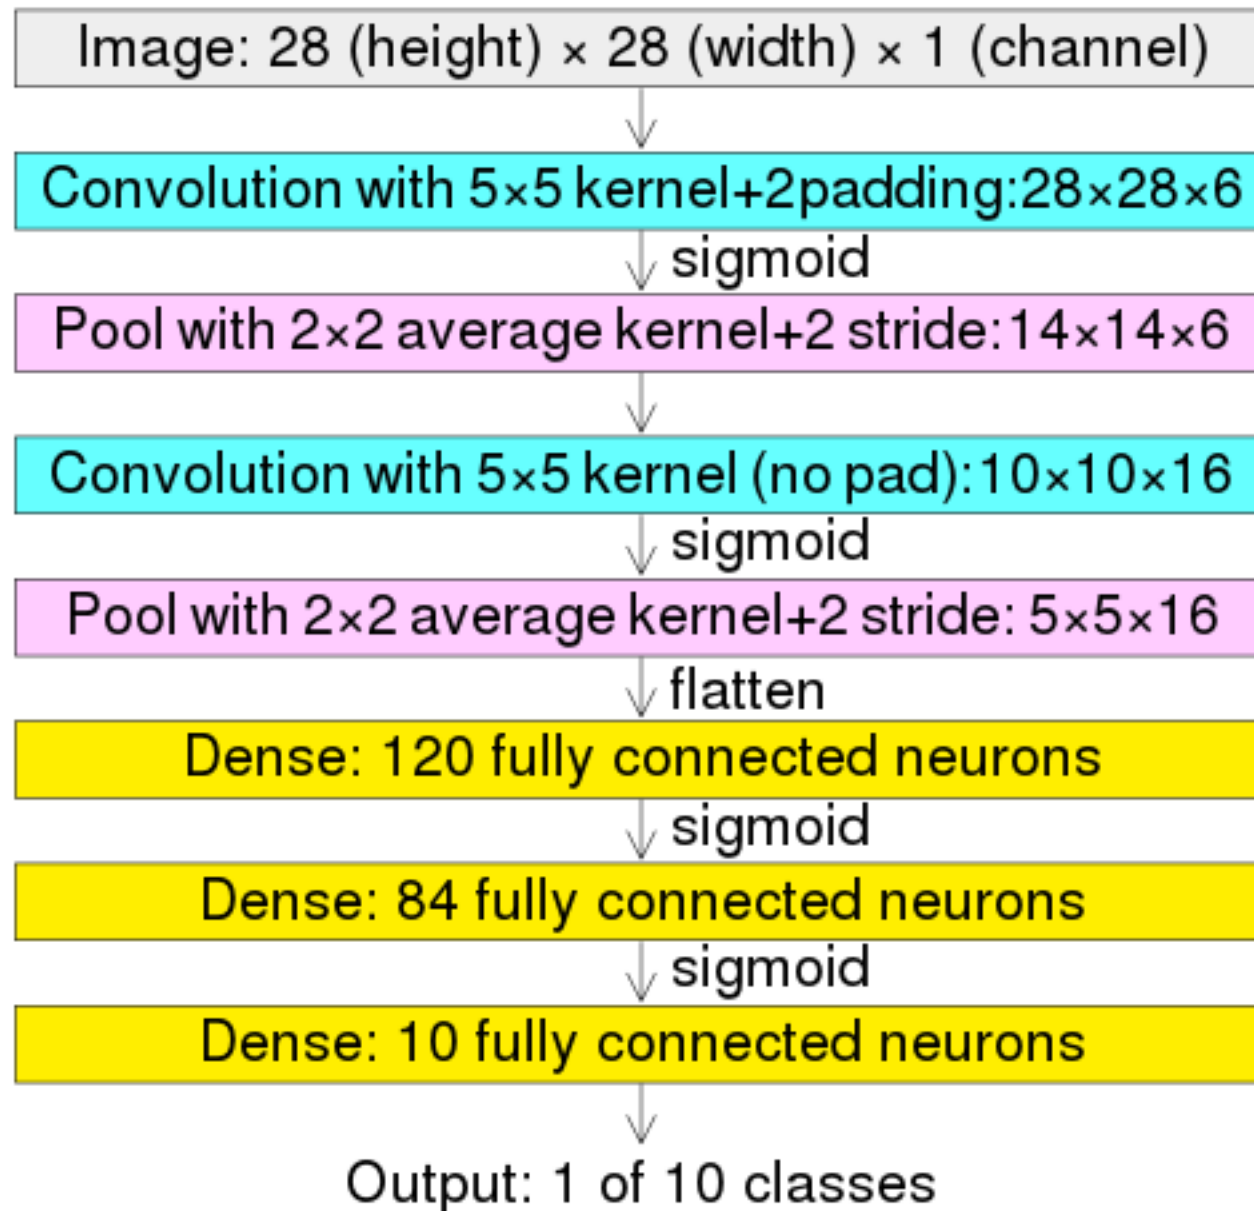 Image: 28 (height) × 28 (width) × 1 (channel)
Convolution with 5×5 kernel+2padding:28×28×6
sigmoid
Pool with 2×2 average kernel+2 stride:14×14×6
Convolution with 5×5 kernel (no pad):10×10×16
sigmoid
Pool with 2×2 average kernel+2 stride: 5×5×16
flatten
Dense: 120 fully connected neurons
sigmoid
Dense: 84 fully connected neurons
sigmoid
Dense: 10 fully connected neurons
Output: 1 of 10 classes